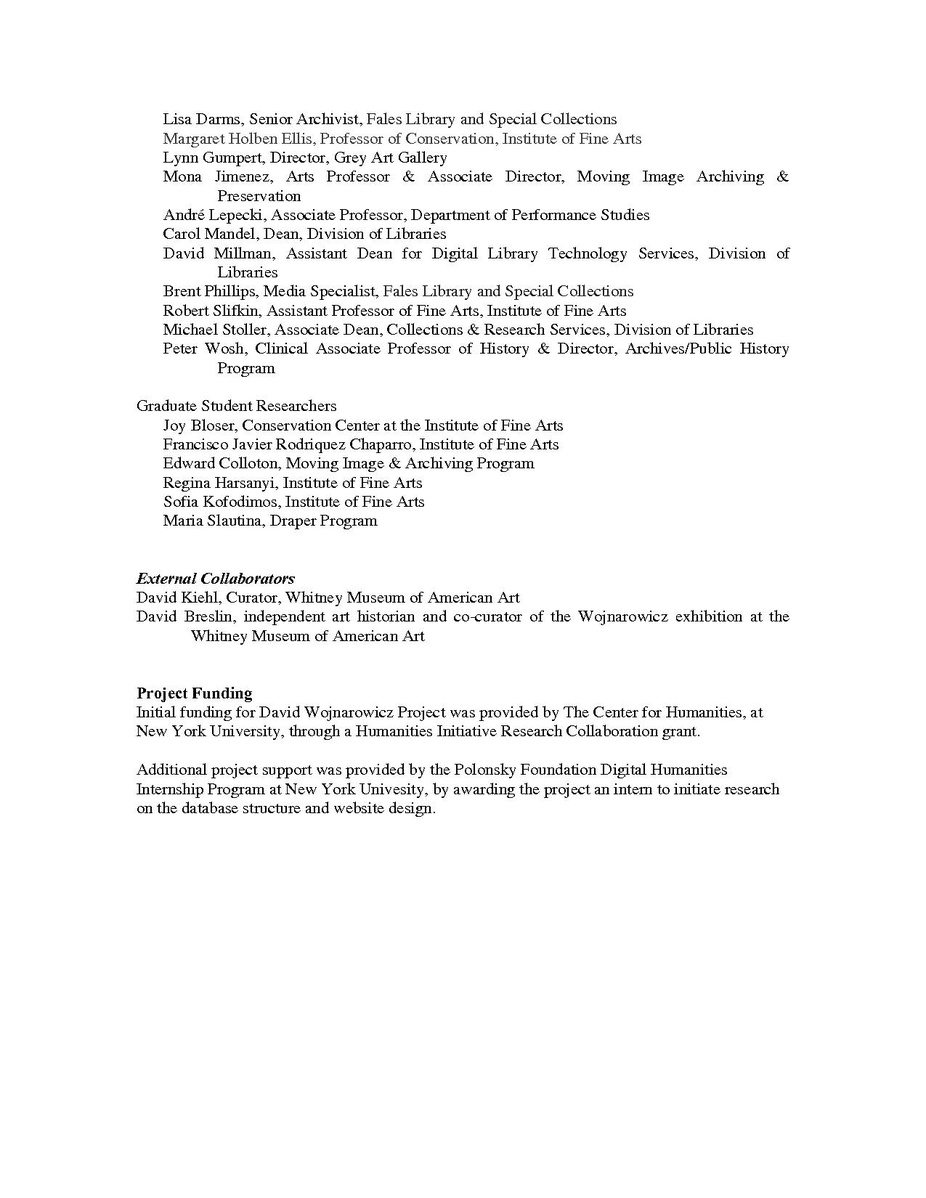 Lisa Darms, Senior Archivist, Fales Library and Special Collections
Margaret Holben Ellis, Professor of Conservation, Institute of Fine Arts
Lynn Gumpert, Director, Grey Art Gallery
Mona Jimenez, Arts Professor & Associate Director, Moving Image Archiving &
Preservation
André Lepecki, Associate Professor, Department of Performance Studies
Carol Mandel, Dean, Division of Libraries
David Millman, Assistant Dean for Digital Library Technology Services, Division of
Libraries
Brent Phillips, Media Specialist, Fales Library and Special Collections
Robert Slifkin, Assistant Professor of Fine Arts, Institute of Fine Arts
Michael Stoller, Associate Dean, Collections & Research Services, Division of Libraries
Peter Wosh, Clinical Associate Professor of History & Director, Archives/Public History
Program
Graduate Student Researchers
Joy Bloser, Conservation Center at the Institute of Fine Arts
Francisco Javier Rodriquez Chaparro, Institute of Fine Arts
Edward Colloton, Moving Image & Archiving Program
Regina Harsanyi, Institute of Fine Arts
Sofia Kofodimos, Institute of Fine Arts
Maria Slautina, Draper Program
External Collaborators
David Kiehl, Curator, Whitney Museum of American Art
David Breslin, independent art historian and co-curator of the Wojnarowicz exhibition at the
Whitney Museum of American Art
Project Funding
Initial funding for David Wojnarowicz Project was provided by The Center for Humanities, at
New York University, through a Humanities Initiative Research Collaboration grant.
Additional project support was provided by the Polonsky Foundation Digital Humanities
Internship Program at New York Univesity, by awarding the project an intern to initiate research
on the database structure and website design.